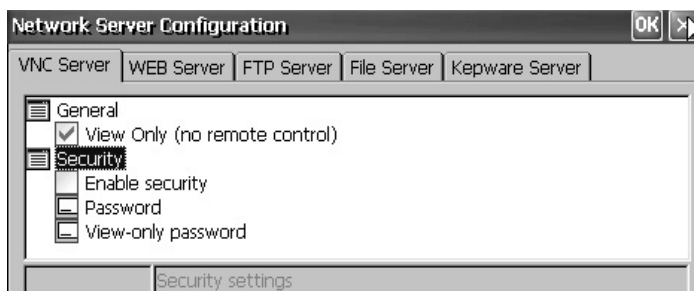 Network Server Configuration OK ×
VNC Server WEB Server FTP Server File Server Kepware Server
General
View Only (no remote control)
Security
Enable security
Password
View-only password
Security settings